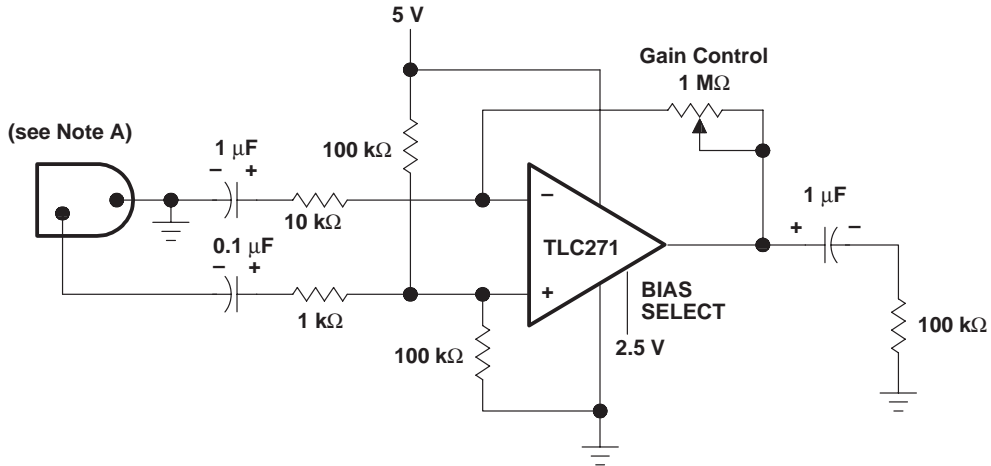 5 V
Gain Control
1 MΩ
(see Note A)
1 μF
− +
100 kΩ
10 kΩ
−
TLC271
+
1 μF
+ −
0.1 μF
− +
1 kΩ
BIAS
SELECT
2.5 V
100 kΩ
100 kΩ